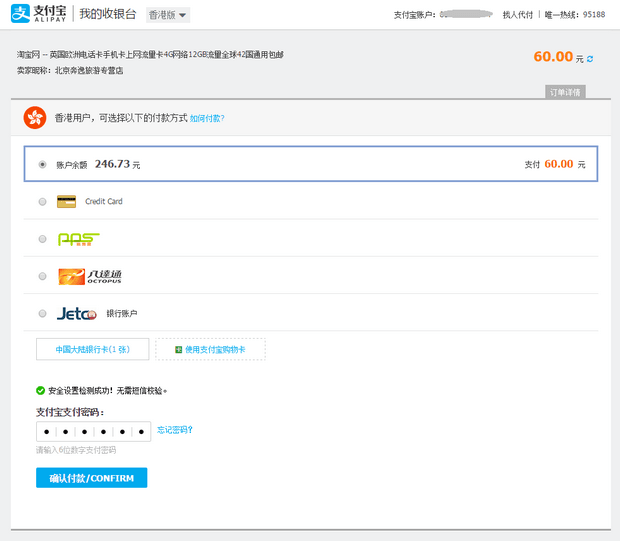 支付宝 ALIPAY 我的收银台 香港版
支付宝账户: 找人代付 | 唯一热线: 95188
淘宝网 -- 英国欧洲电话卡手机卡上网流量卡4G网络12GB流量全球42国通用包邮
卖家昵称: 北京奔逸旅游专营店
60.00 元
订单详情
香港用户, 可选择以下的付款方式 如何付款?
账户余额 246.73 元 支付 60.00 元
Credit Card
PPS
八達通 OCTOPUS
Jetco 银行账户
中国大陆银行卡(1 张) 使用支付宝购物卡
安全设置检测成功! 无需短信校验。
支付宝支付密码:
忘记密码?
请输入6位数字支付密码
确认付款/CONFIRM